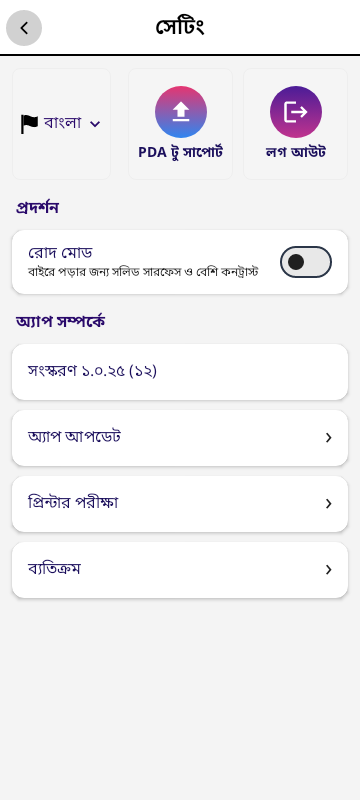 সেটিং
বাংলা
PDA টু সাপোর্ট
লগ আউট
প্রদর্শন
রোদ মোড
বাইরে পড়ার জন্য সলিড সারফেস ও বেশি কনট্রাস্ট
অ্যাপ সম্পর্কে
সংস্করণ ১.০.২৫ (১২)
অ্যাপ আপডেট
প্রিন্টার পরীক্ষা
ব্যতিক্রম